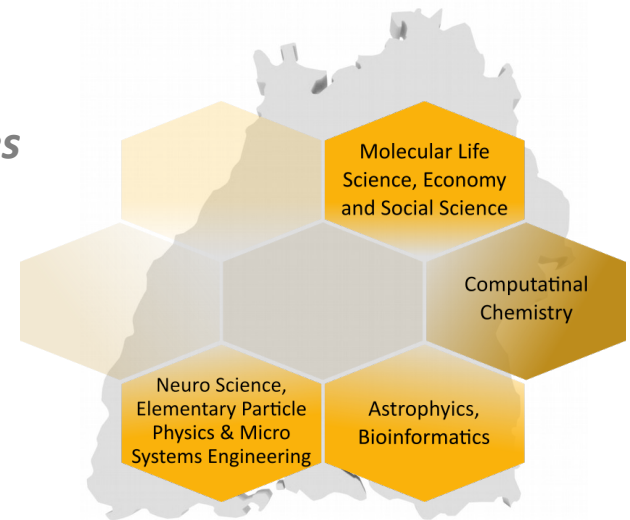 Molecular Life
Science, Economy
and Social Science
Computatinal
Chemistry
Neuro Science,
Elementary Particle
Physics & Micro
Systems Engineering
Astrophyics,
Bioinformatics